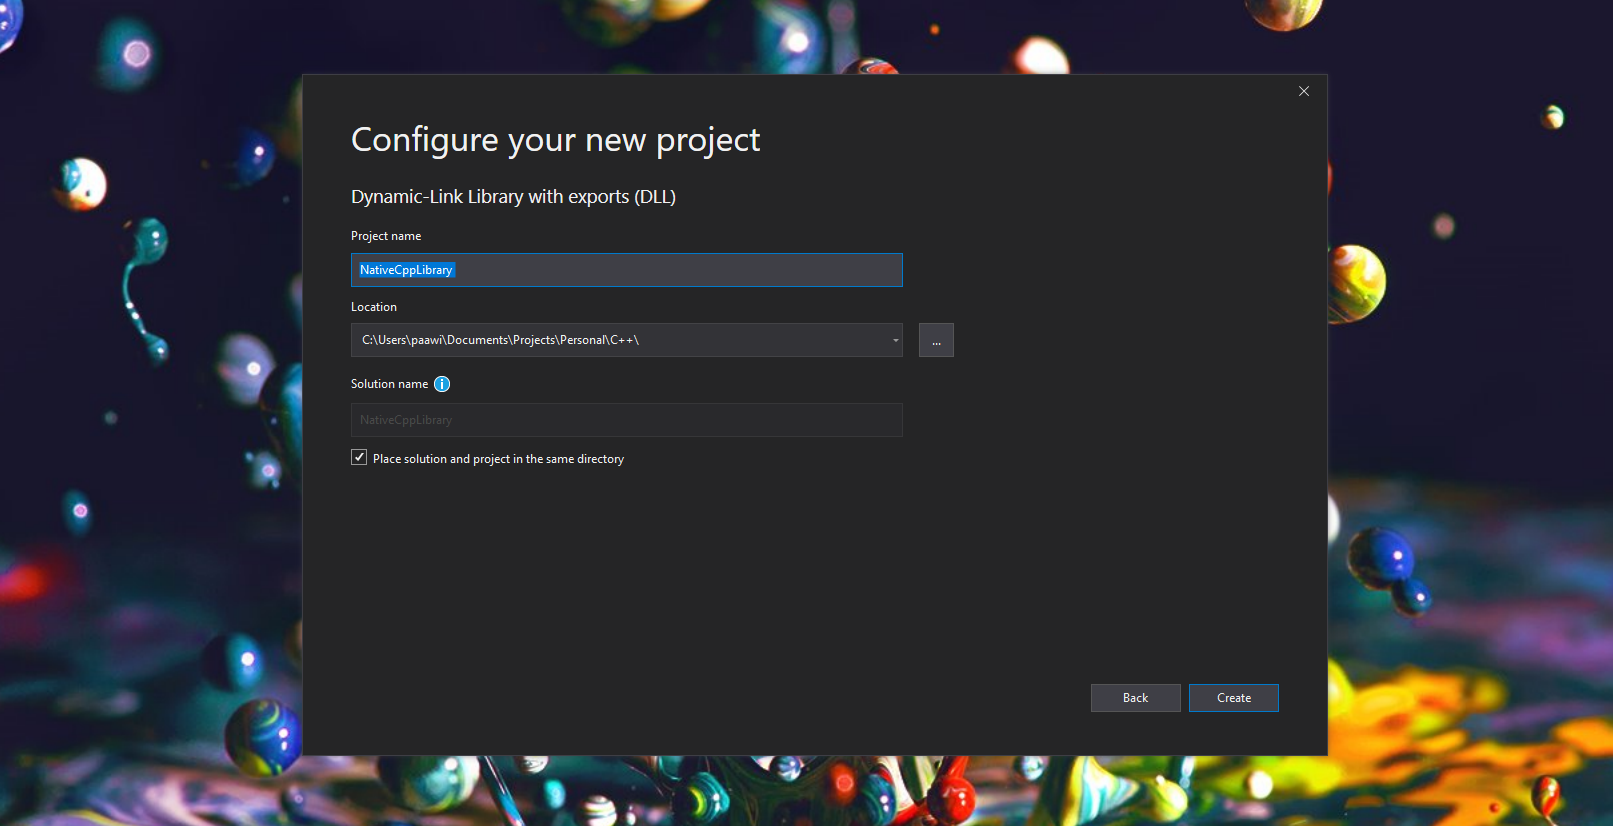 Configure your new project
Dynamic-Link Library with exports (DLL)
Project name
NativeCppLibrary
Location
C:\Users\paawi\Documents\Projects\Personal\C++\
...
Solution name
NativeCppLibrary
Place solution and project in the same directory
Back
Create